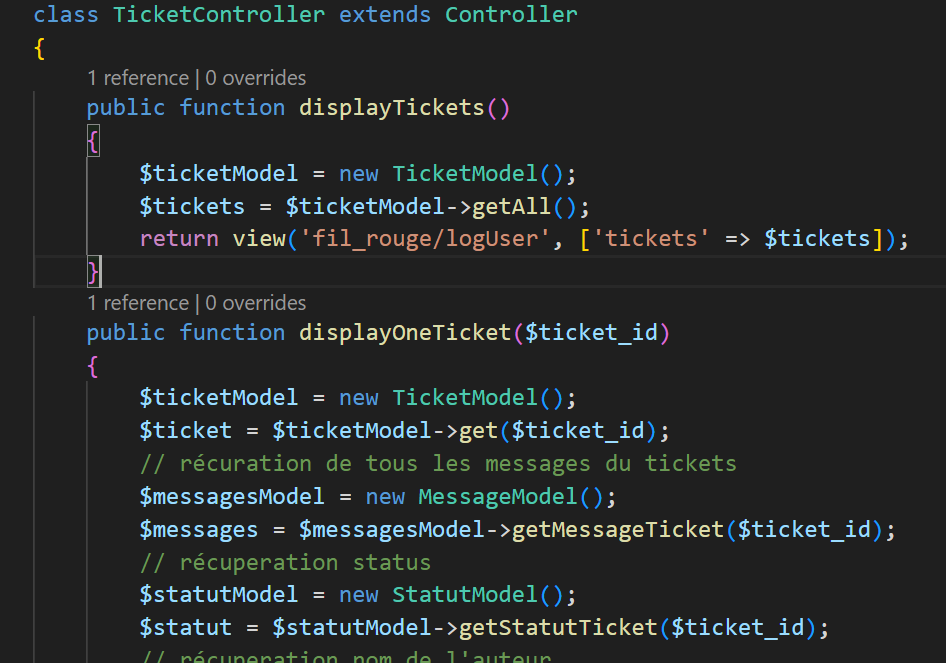 class TicketController extends Controller
{
1 reference | 0 overrides
public function displayTickets()
{
$ticketModel = new TicketModel();
$tickets = $ticketModel->getAll();
return view('fil_rouge/logUser', ['tickets' => $tickets]);
}
1 reference | 0 overrides
public function displayOneTicket($ticket_id)
{
$ticketModel = new TicketModel();
$ticket = $ticketModel->get($ticket_id);
// récuration de tous les messages du tickets
$messagesModel = new MessageModel();
$messages = $messagesModel->getMessageTicket($ticket_id);
// récuperation status
$statutModel = new StatutModel();
$statut = $statutModel->getStatutTicket($ticket_id);
// récuperation nom de l'auteur